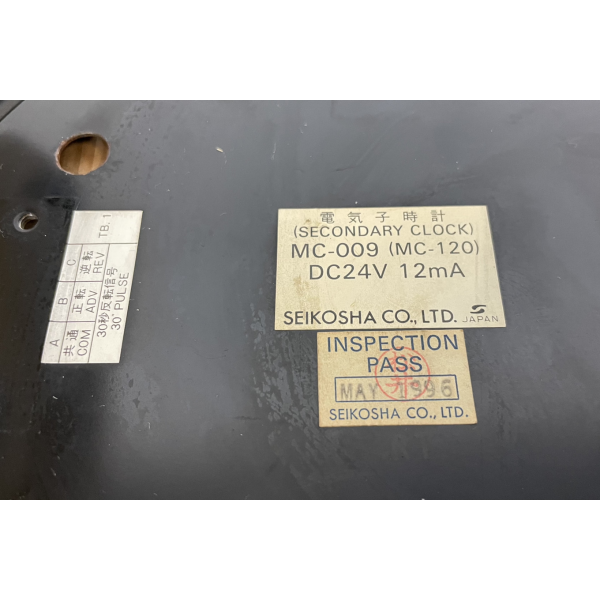 電気子時計
(SECONDARY CLOCK)
MC-009 (MC-120)
DC24V 12mA
SEIKOSHA CO., LTD.
JAPAN
INSPECTION
PASS
MAY 1996
SEIKOSHA CO., LTD.
TB.1
A B C
共通 正転 逆転
COM ADV REV
30秒反転信号
30" PULSE